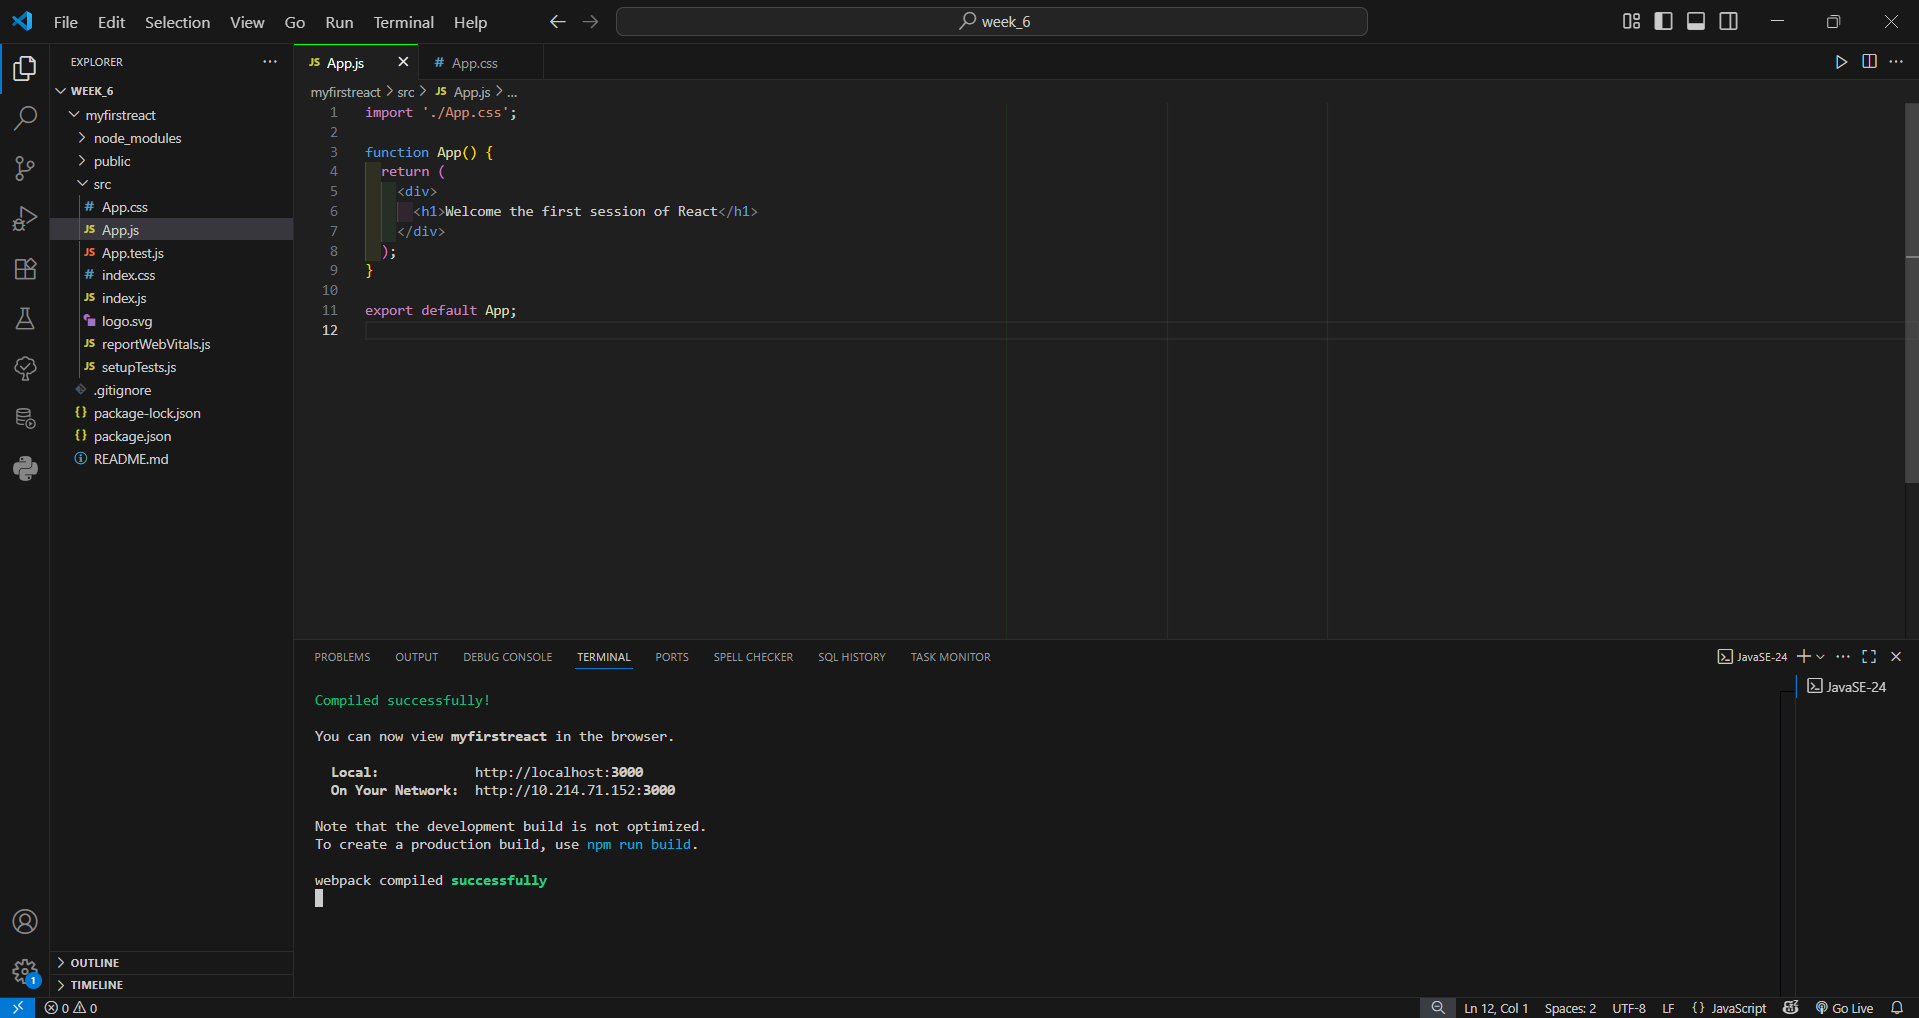 File Edit Selection View Go Run Terminal Help
week_6
EXPLORER
WEEK_6
myfirstreact
node_modules
public
src
# App.css
JS App.js
JS App.test.js
# index.css
JS index.js
logo.svg
JS reportWebVitals.js
JS setupTests.js
.gitignore
{} package-lock.json
{} package.json
README.md
OUTLINE
TIMELINE
JS App.js
# App.css
myfirstreact > src > JS App.js > ...
1 import './App.css';
2
3 function App() {
4 return (
5 <div>
6 <h1>Welcome the first session of React</h1>
7 </div>
8 );
9 }
10
11 export default App;
12
PROBLEMS OUTPUT DEBUG CONSOLE TERMINAL PORTS SPELL CHECKER SQL HISTORY TASK MONITOR
JavaSE-24
JavaSE-24
Compiled successfully!
You can now view myfirstreact in the browser.
Local: http://localhost:3000
On Your Network: http://10.214.71.152:3000
Note that the development build is not optimized.
To create a production build, use npm run build.
webpack compiled successfully
1
0 0
Ln 12, Col 1 Spaces: 2 UTF-8 LF {} JavaScript Go Live